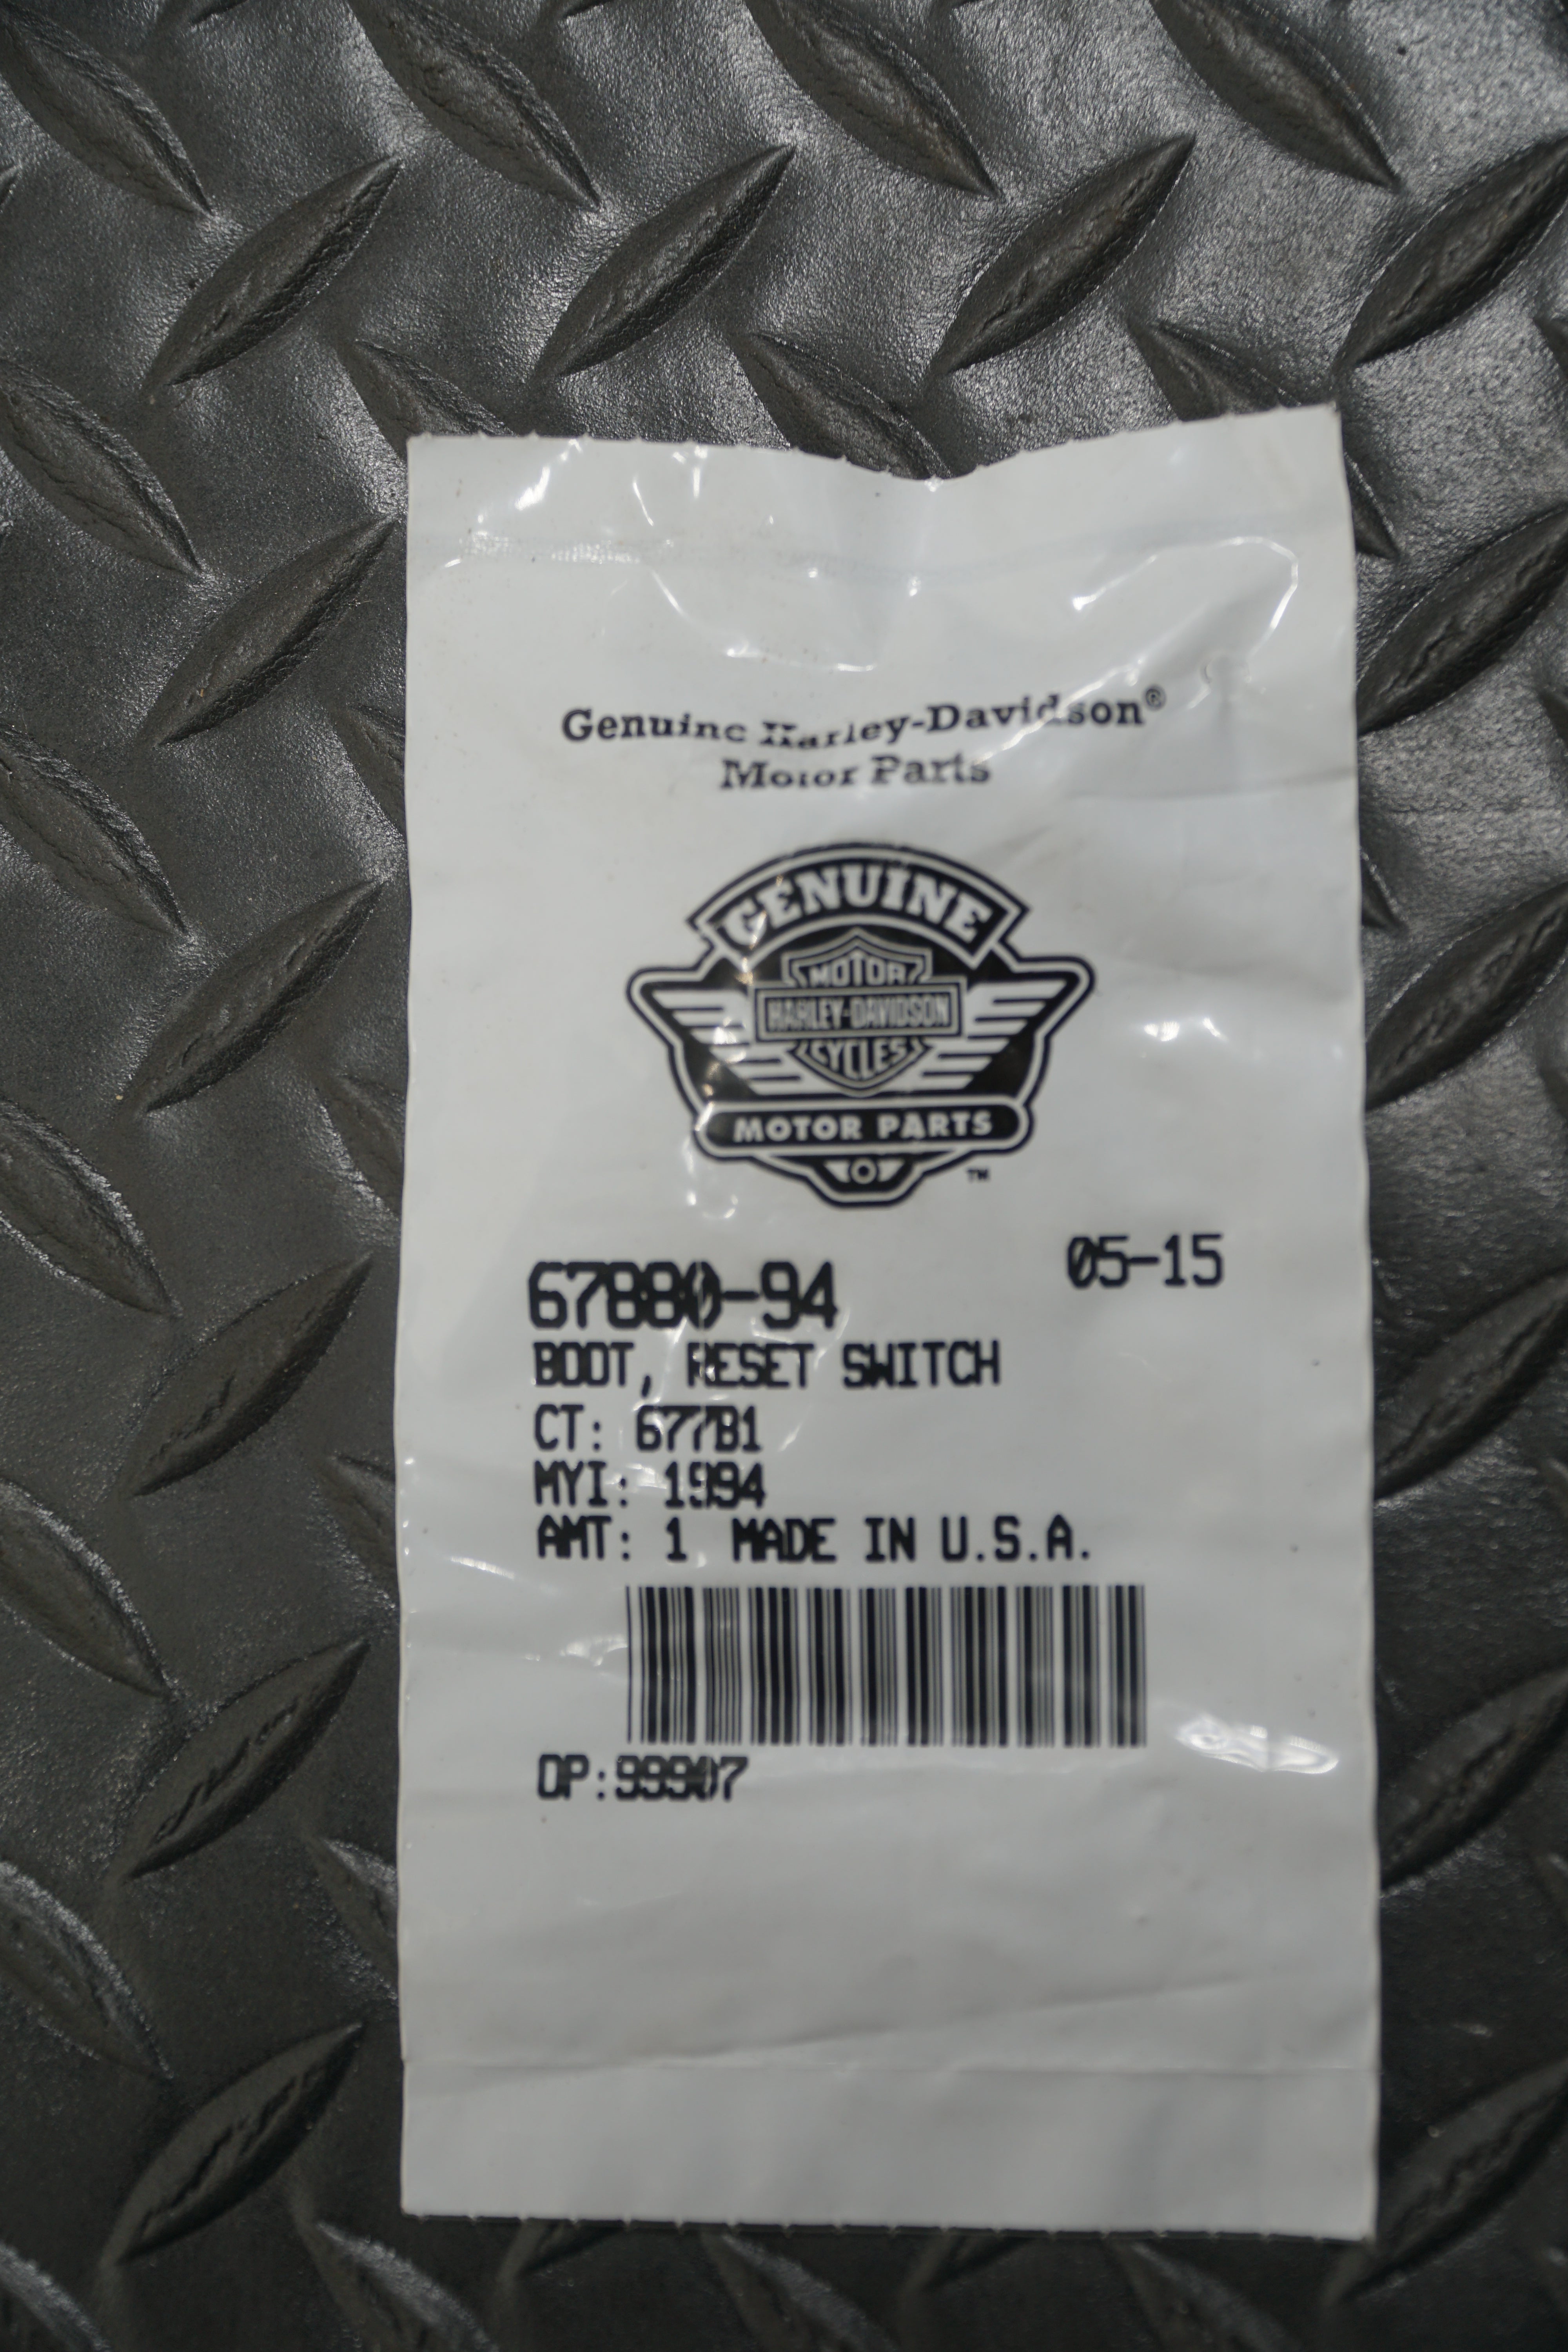 Genuine Harley-Davidson®
Motor Parts
GENUINE
MOTOR
HARLEY-DAVIDSON
CYCLES
MOTOR PARTS
™
05-15
67880-94
BOOT, RESET SWITCH
CT: 677B1
MYI: 1994
AMT: 1 MADE IN U.S.A.
OP:99907